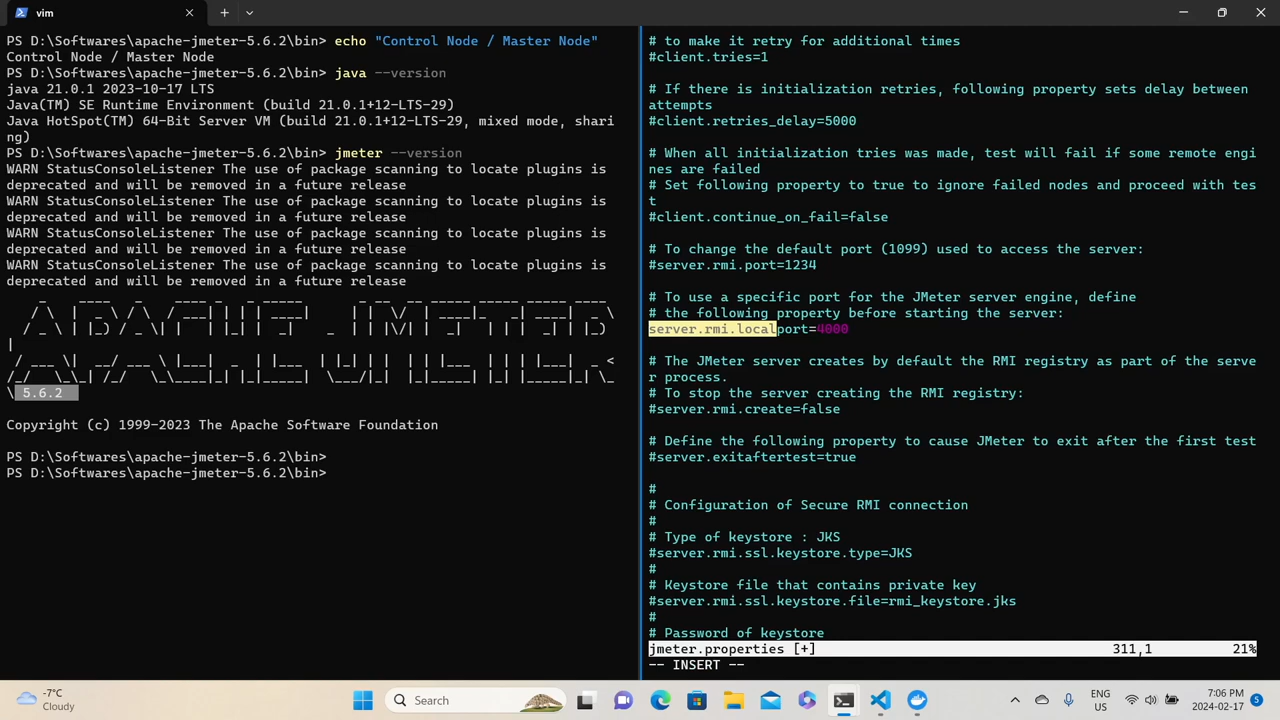 vim
PS D:\Softwares\apache-jmeter-5.6.2\bin> echo "Control Node / Master Node"
Control Node / Master Node
PS D:\Softwares\apache-jmeter-5.6.2\bin> java --version
java 21.0.1 2023-10-17 LTS
Java(TM) SE Runtime Environment (build 21.0.1+12-LTS-29)
Java HotSpot(TM) 64-Bit Server VM (build 21.0.1+12-LTS-29, mixed mode, shari
ng)
PS D:\Softwares\apache-jmeter-5.6.2\bin> jmeter --version
WARN StatusConsoleListener The use of package scanning to locate plugins is
deprecated and will be removed in a future release
WARN StatusConsoleListener The use of package scanning to locate plugins is
deprecated and will be removed in a future release
WARN StatusConsoleListener The use of package scanning to locate plugins is
deprecated and will be removed in a future release
WARN StatusConsoleListener The use of package scanning to locate plugins is
deprecated and will be removed in a future release
APACHE JMETER
5.6.2
Copyright (c) 1999-2023 The Apache Software Foundation
PS D:\Softwares\apache-jmeter-5.6.2\bin>
PS D:\Softwares\apache-jmeter-5.6.2\bin>
# to make it retry for additional times
#client.tries=1
# If there is initialization retries, following property sets delay between
attempts
#client.retries_delay=5000
# When all initialization tries was made, test will fail if some remote engi
nes are failed
# Set following property to true to ignore failed nodes and proceed with tes
t
#client.continue_on_fail=false
# To change the default port (1099) used to access the server:
#server.rmi.port=1234
# To use a specific port for the JMeter server engine, define
# the following property before starting the server:
server.rmi.localport=4000
# The JMeter server creates by default the RMI registry as part of the serve
r process.
# To stop the server creating the RMI registry:
#server.rmi.create=false
# Define the following property to cause JMeter to exit after the first test
#server.exitaftertest=true
#
# Configuration of Secure RMI connection
#
# Type of keystore : JKS
#server.rmi.ssl.keystore.type=JKS
#
# Keystore file that contains private key
#server.rmi.ssl.keystore.file=rmi_keystore.jks
#
# Password of keystore
jmeter.properties [+] 311,1 21%
-- INSERT --
-7°C
Cloudy
Search
ENG
US
7:06 PM
2024-02-17
5